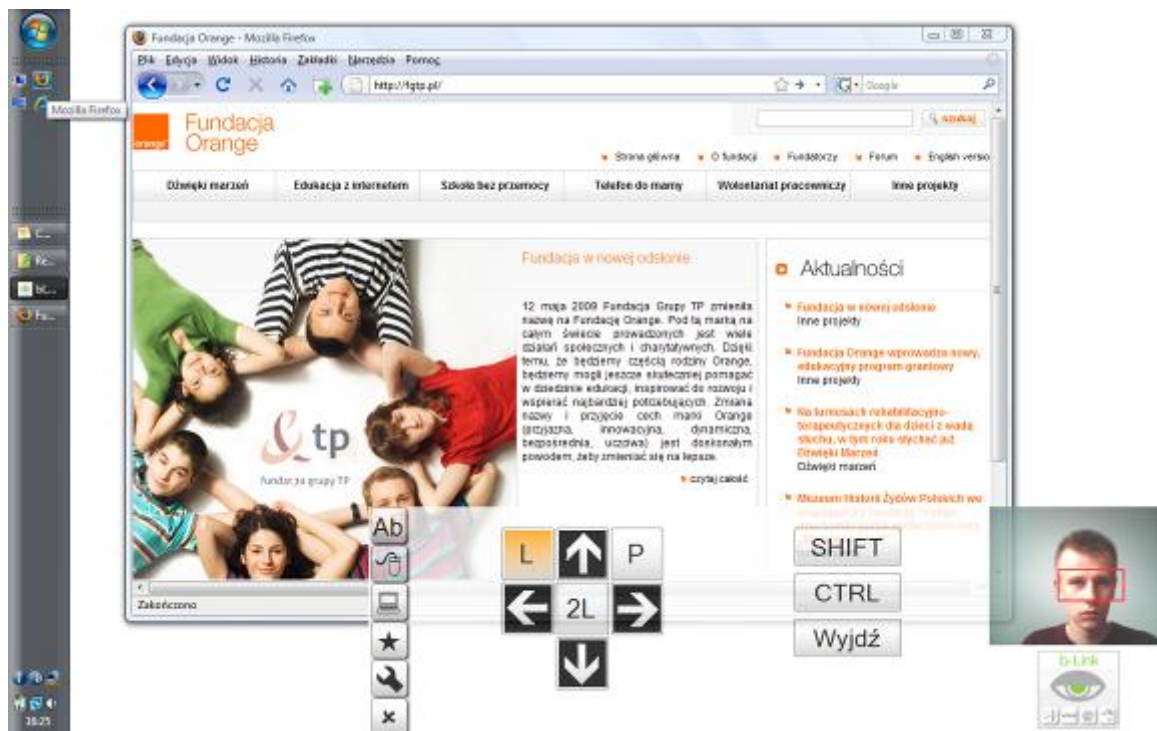 Fundacja Orange - Mozilla Firefox
Plik Edycja Widok Historia Zakładki Narzędzia Pomoc
http://fgtp.pl/
Google
Mozilla Firefox
orange
Fundacja
Orange
szukaj
Strona główna O fundacji Fundatorzy Forum English versio
Dźwięki marzeń Edukacja z internetem Szkoła bez przemocy Telefon do mamy Wolontariat pracowniczy Inne projekty
Fundacja w nowej odsłonie
12 maja 2009 Fundacja Grupy TP zmieniła
nazwę na Fundację Orange. Pod tą marką na
całym świecie prowadzonych jest wiele
działań społecznych i charytatywnych. Dzięki
temu, że będziemy częścią rodziny Orange,
będziemy mogli jeszcze skuteczniej pomagać
w dziedzinie edukacji, inspirować do rozwoju i
wspierać najbardziej potrzebujących. Zmiana
nazwy i przyjęcie cech marki Orange
(przyjazna, innowacyjna, dynamiczna,
bezpośrednia, uczciwa) jest doskonałym
powodem, żeby zmieniać się na lepsze.
czytaj całość
tp
fundacja grupy TP
Aktualności
Fundacja w nowej odsłonie
Inne projekty
Fundacja Orange wprowadza nowy,
edukacyjny program grantowy
Inne projekty
Na turnusach rehabilitacyjno-
terapeutycznych dla dzieci z wadą
słuchu, w tym roku słychać już
Dźwięki Marzeń
Dźwięki marzeń
Muzeum Historii Żydów Polskich we
C...
Re...
bL...
Fu...
Zakończono
Ab
L
P
2L
SHIFT
CTRL
Wyjdź
b-Link
16:25